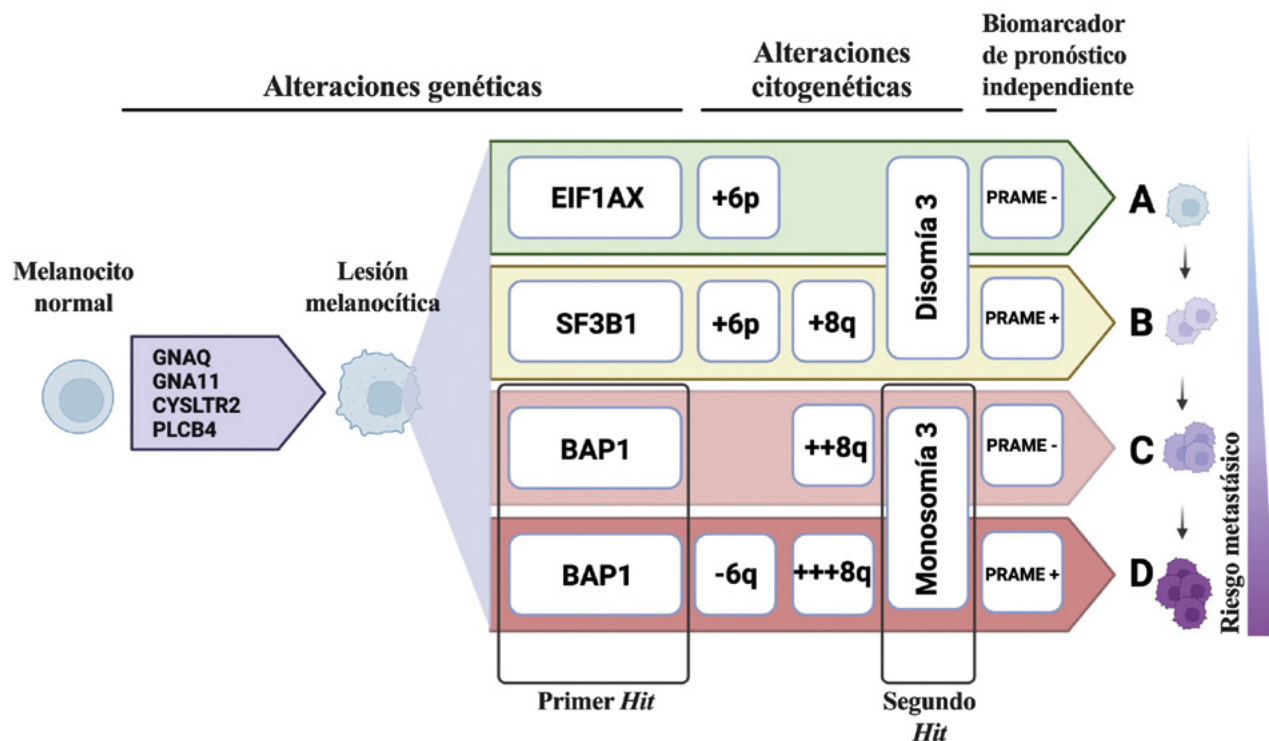 Alteraciones genéticas
Alteraciones
citogenéticas
Biomarcador
de pronóstico
independiente
Melanocito
normal
GNAQ
GNA11
CYSLTR2
PLCB4
Lesión
melanocítica
EIF1AX
+6p
Disomía 3
PRAME -
A
SF3B1
+6p
+8q
PRAME +
B
BAP1
++8q
Monosomía 3
PRAME -
C
BAP1
-6q
+++8q
PRAME +
D
Riesgo metastásico
Primer Hit
Segundo
Hit